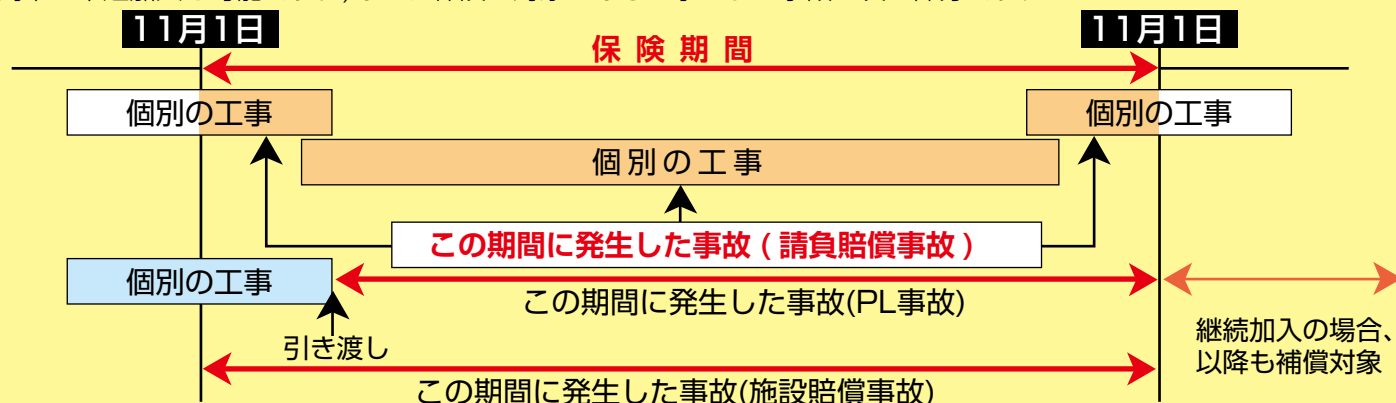 11月1日
11月1日
保険期間
個別の工事
個別の工事
個別の工事
この期間に発生した事故(請負賠償事故)
個別の工事
この期間に発生した事故(PL事故)
引き渡し
継続加入の場合、
以降も補償対象
この期間に発生した事故(施設賠償事故)